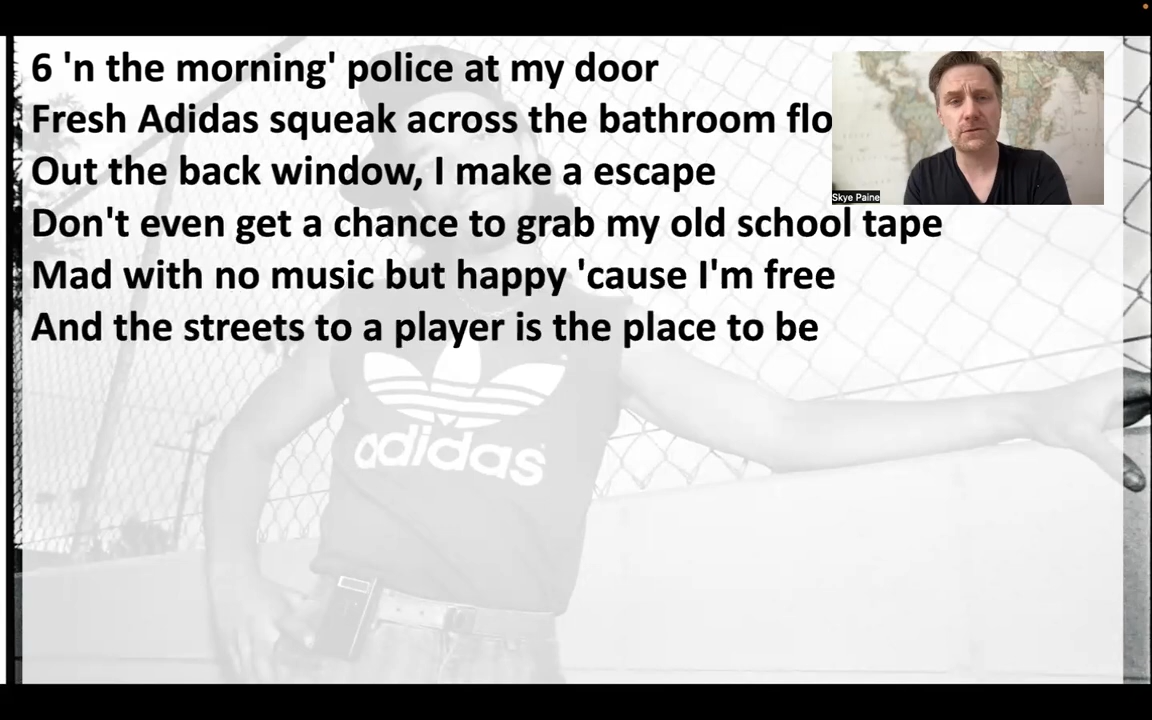 6 'n the morning' police at my door
Fresh Adidas squeak across the bathroom flo
Out the back window, I make a escape
Don't even get a chance to grab my old school tape
Mad with no music but happy 'cause I'm free
And the streets to a player is the place to be
Skye Paine
adidas